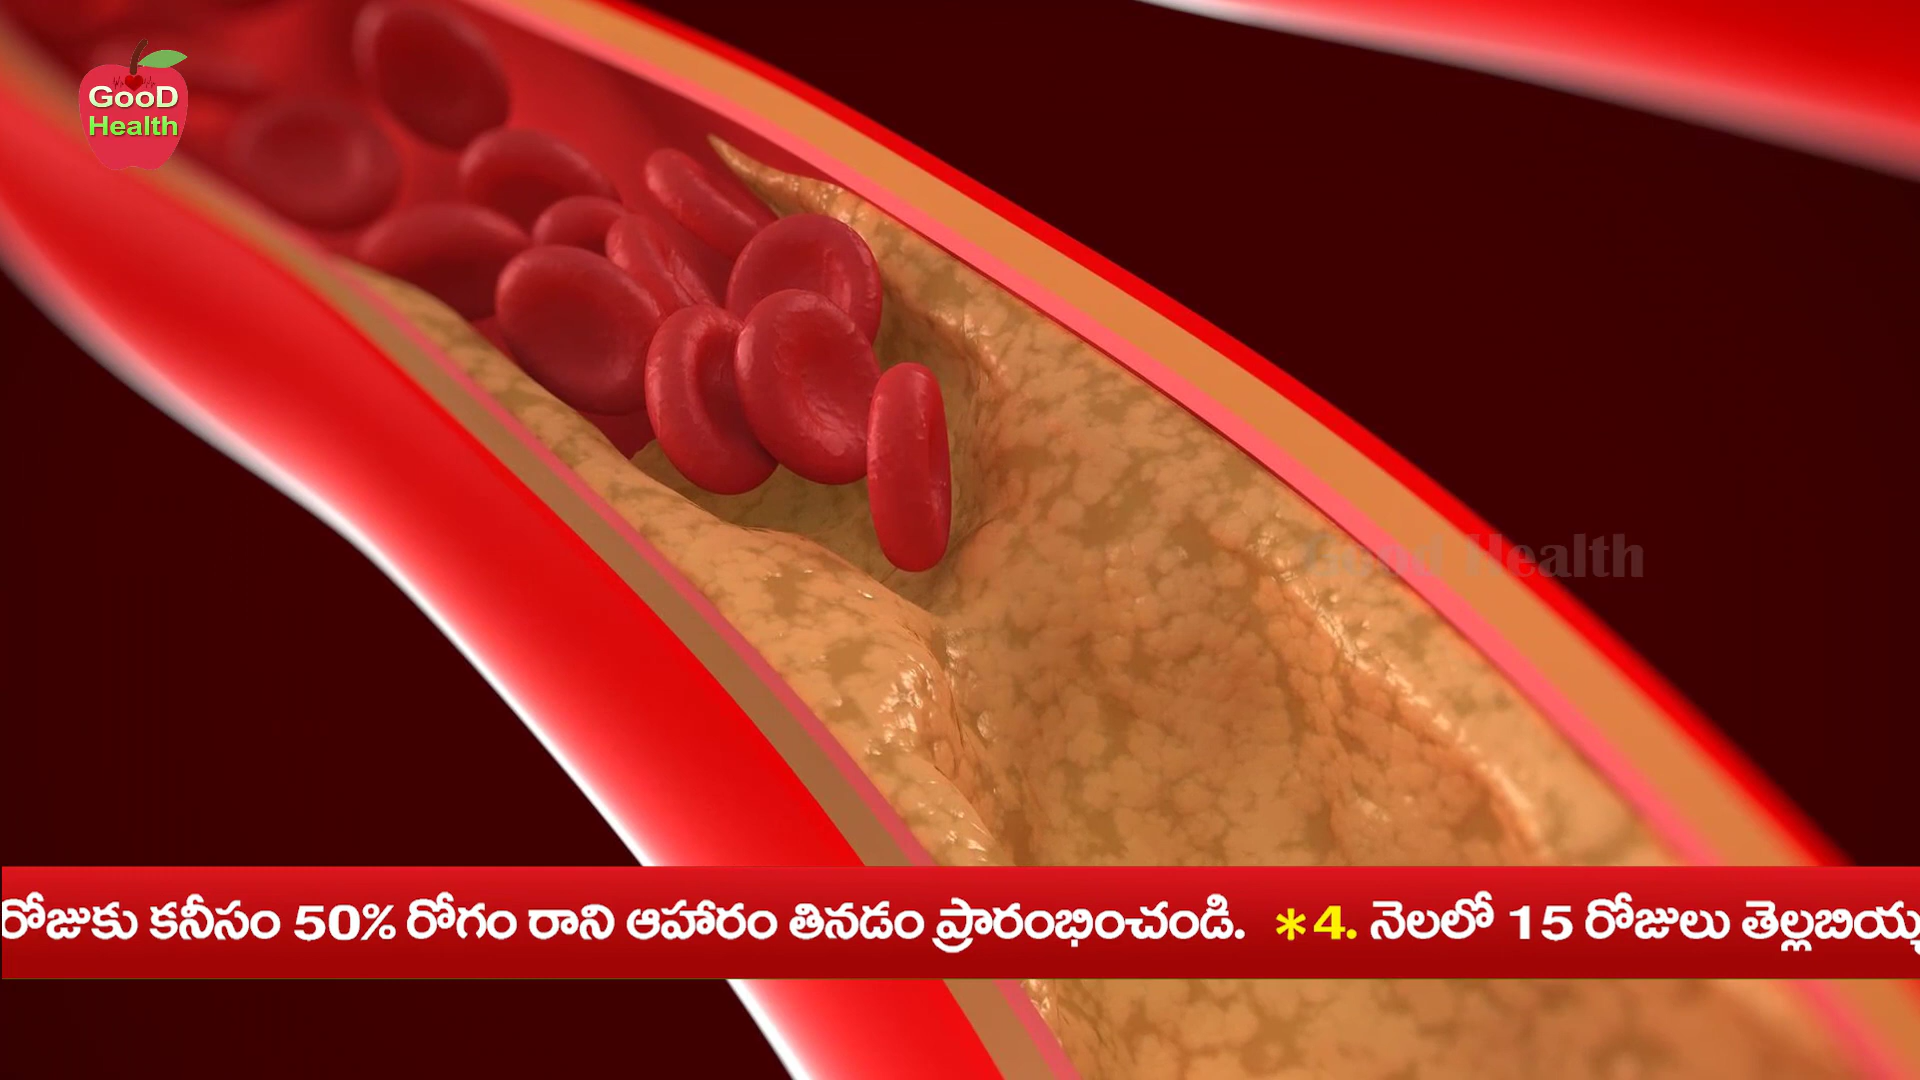 GooD
Health
Good Health
రోజుకు కనీసం 50% రోగం రాని ఆహారం తినడం ప్రారంభించండి. *4. నెలలో 15 రోజులు తెల్లబియ్య